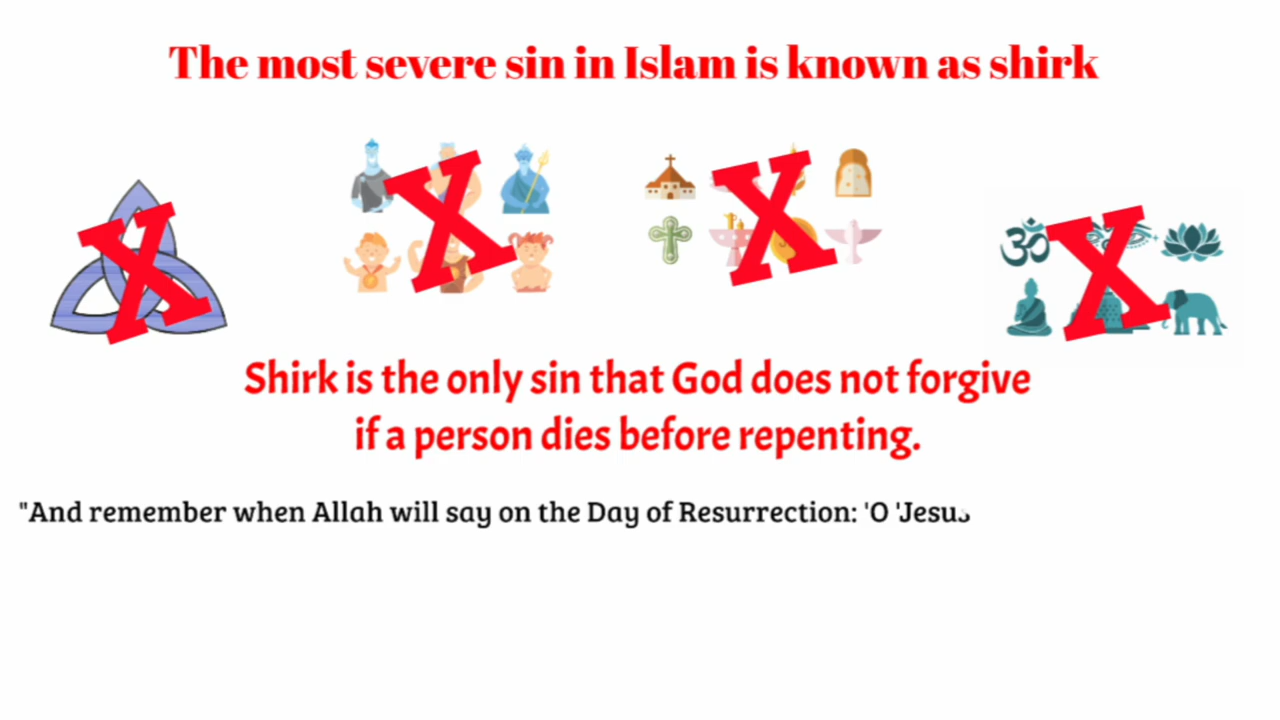 The most severe sin in Islam is known as shirk
Shirk is the only sin that God does not forgive
if a person dies before repenting.
"And remember when Allah will say on the Day of Resurrection: 'O 'Jesus